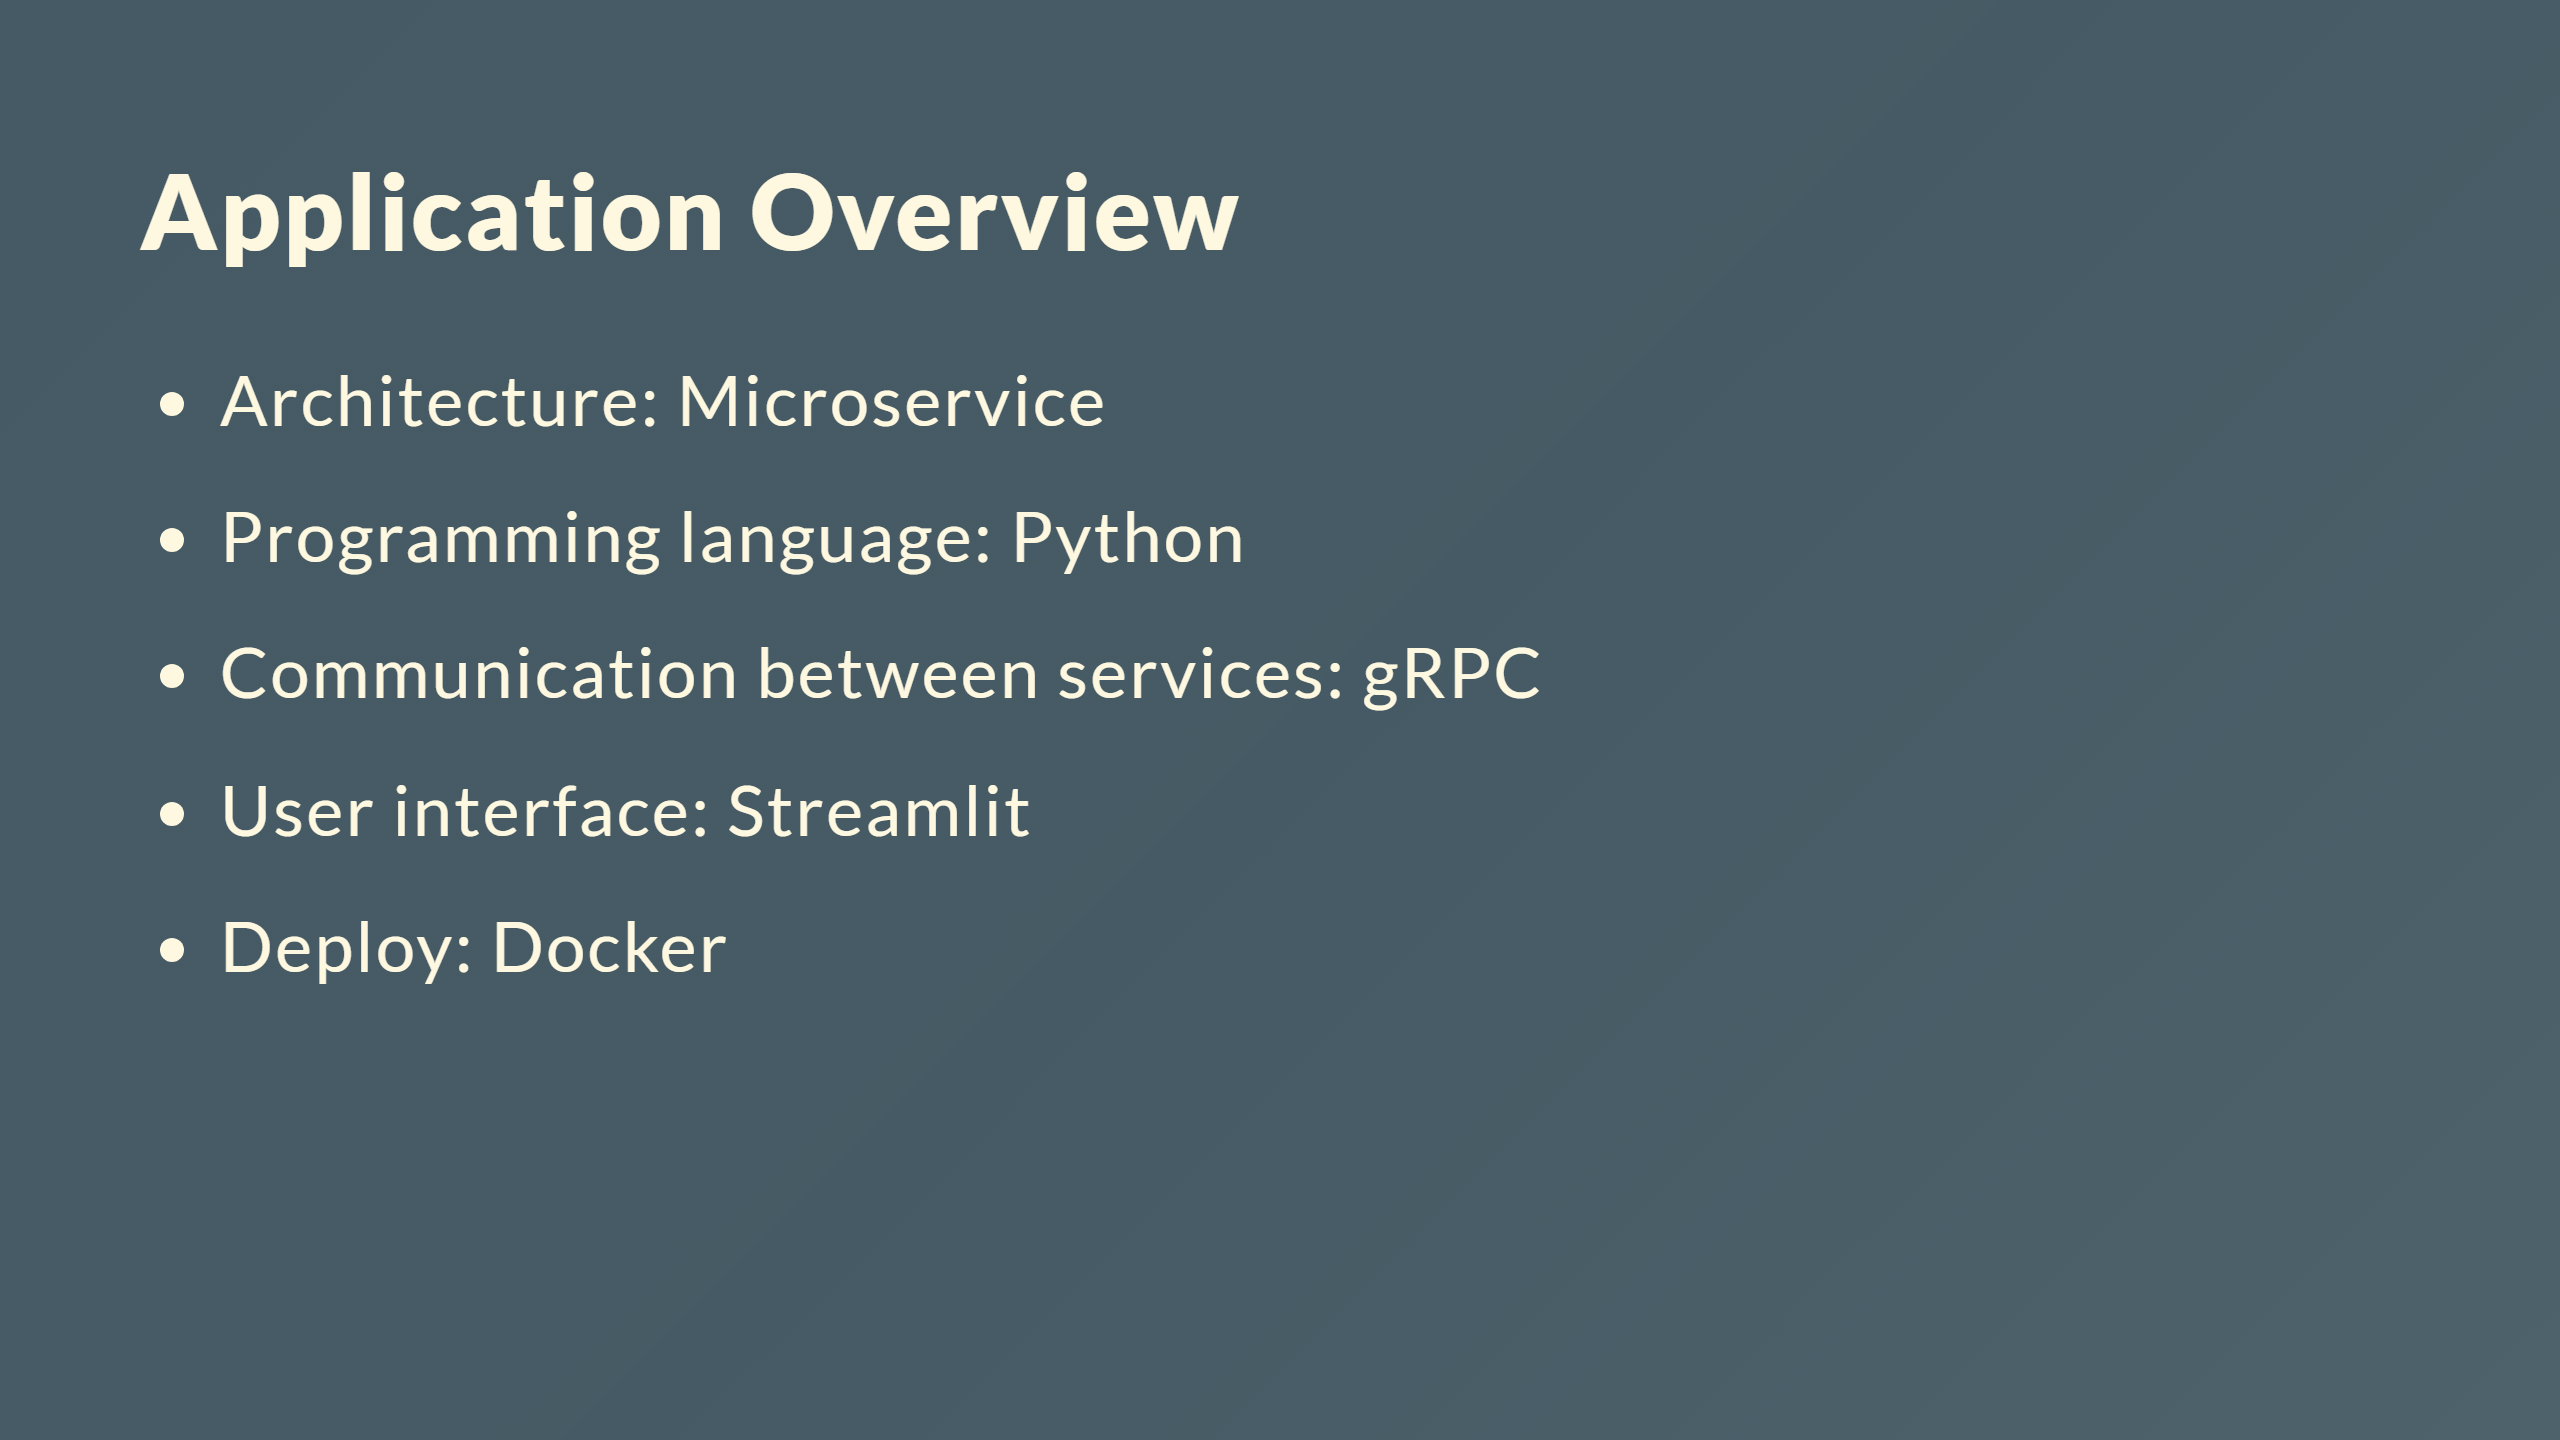 Application Overview
• Architecture: Microservice
• Programming language: Python
• Communication between services: gRPC
• User interface: Streamlit
• Deploy: Docker